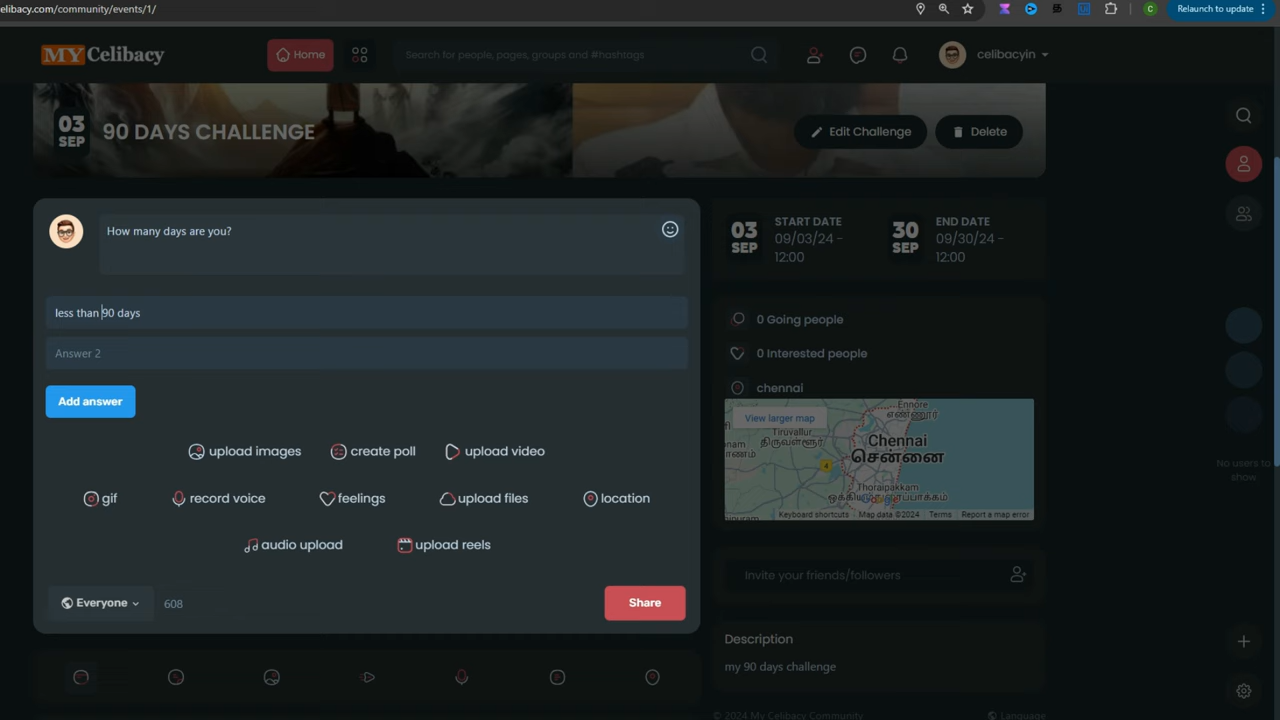 celibacy.com/community/events/1/
Relaunch to update
C
MY Celibacy
Home
Search for people, pages, groups and #hashtags
celibacyin
03
SEP
90 DAYS CHALLENGE
Edit Challenge
Delete
How many days are you?
less than 90 days
Answer 2
Add answer
upload images
create poll
upload video
gif
record voice
feelings
upload files
location
audio upload
upload reels
Everyone
608
Share
03
SEP
START DATE
09/03/24 -
12:00
30
SEP
END DATE
09/30/24 -
12:00
0 Going people
0 Interested people
chennai
View larger map
Ennore
எண்ணூர்
Chennai
சென்னை
Thoraipakkam
4
Keyboard shortcuts
Map data ©2024
Terms
Report a map error
No users to
show
Invite your friends/followers
Description
my 90 days challenge
© 2024 My Celibacy Community
Language